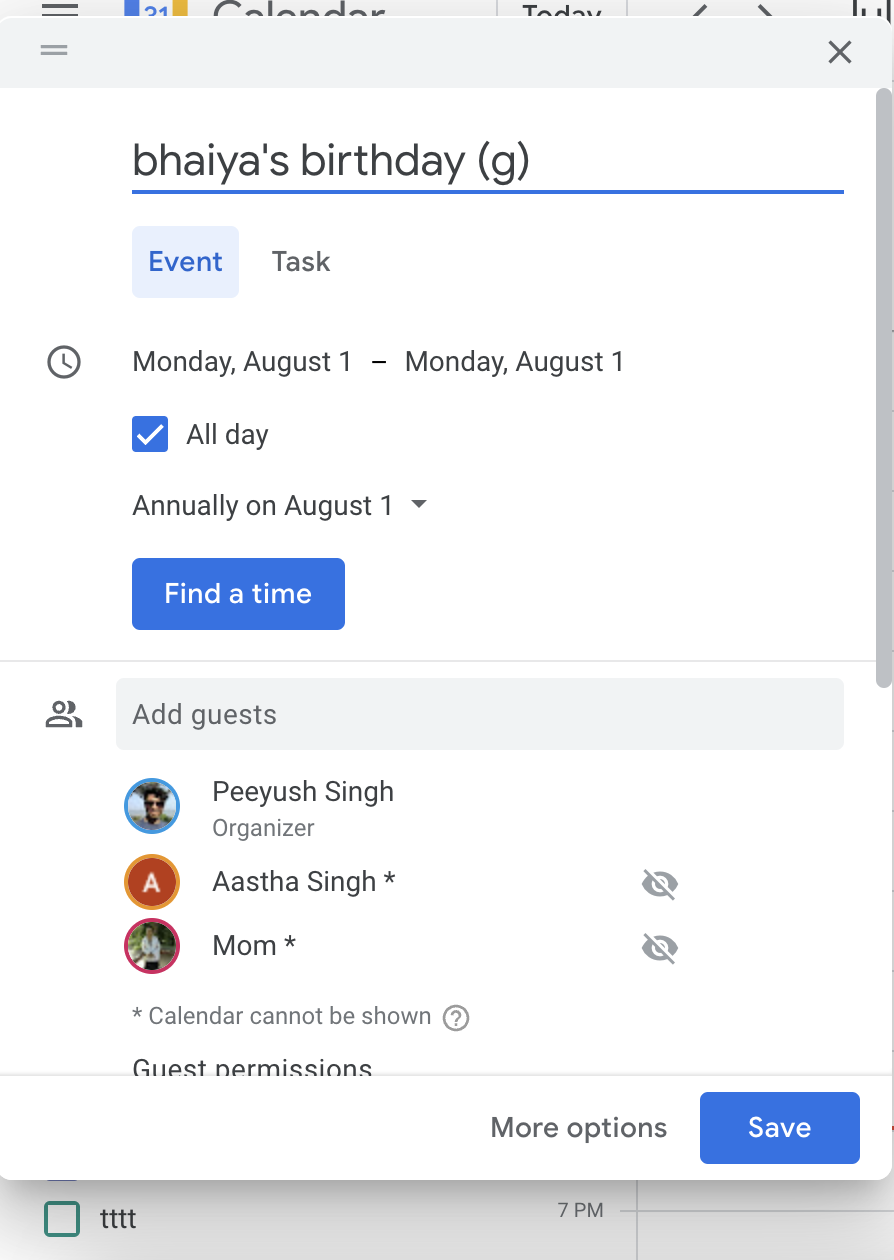 31 Calendar Today
bhaiya's birthday (g)
Event Task
Monday, August 1 – Monday, August 1
All day
Annually on August 1
Find a time
Add guests
Peeyush Singh
Organizer
A Aastha Singh *
Mom *
* Calendar cannot be shown ?
Guest permissions
More options Save
tttt 7 PM